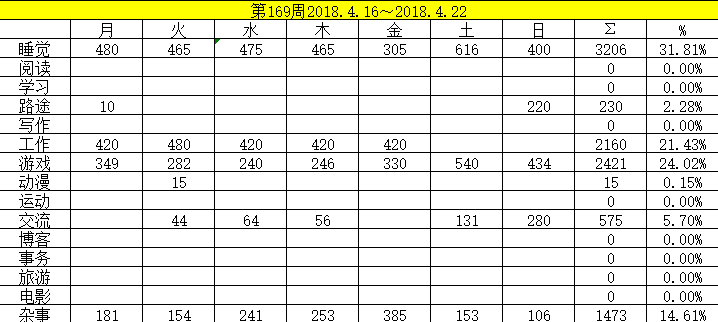 第169周2018.4.16～2018.4.22
月 火 水 木 金 土 日 Σ %
睡觉 480 465 475 465 305 616 400 3206 31.81%
阅读 0 0.00%
学习 0 0.00%
路途 10 220 230 2.28%
写作 0 0.00%
工作 420 480 420 420 420 2160 21.43%
游戏 349 282 240 246 330 540 434 2421 24.02%
动漫 15 15 0.15%
运动 0 0.00%
交流 44 64 56 131 280 575 5.70%
博客 0 0.00%
事务 0 0.00%
旅游 0 0.00%
电影 0 0.00%
杂事 181 154 241 253 385 153 106 1473 14.61%